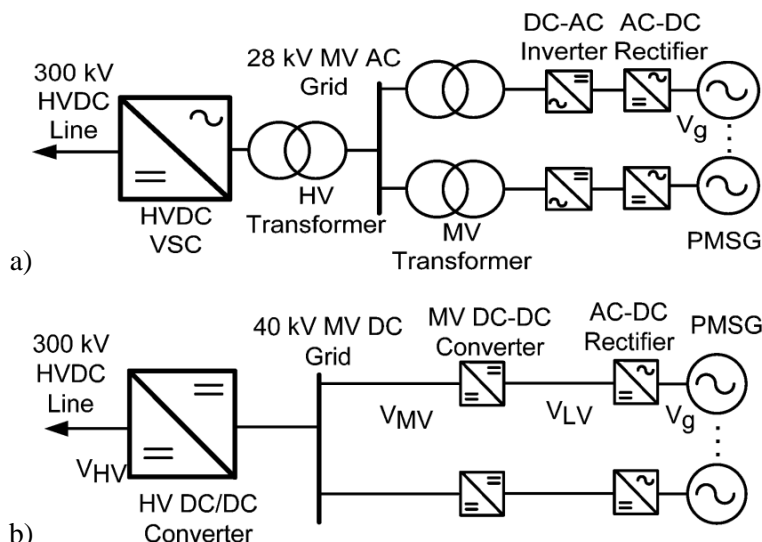 300 kV
HVDC
Line
28 kV MV AC
Grid
DC-AC
Inverter
AC-DC
Rectifier
Vg
HVDC
VSC
HV
Transformer
MV
Transformer
PMSG
a)
300 kV
HVDC
Line
40 kV MV DC
Grid
MV DC-DC
Converter
AC-DC
Rectifier
PMSG
VHV
VMV
VLV
Vg
HV DC/DC
Converter
b)